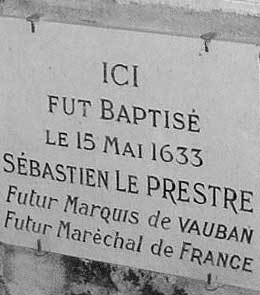 ICI
FUT BAPTISÉ
LE 15 MAI 1633
SÉBASTIEN LE PRESTRE
Futur Marquis de VAUBAN
Futur Maréchal de FRANCE